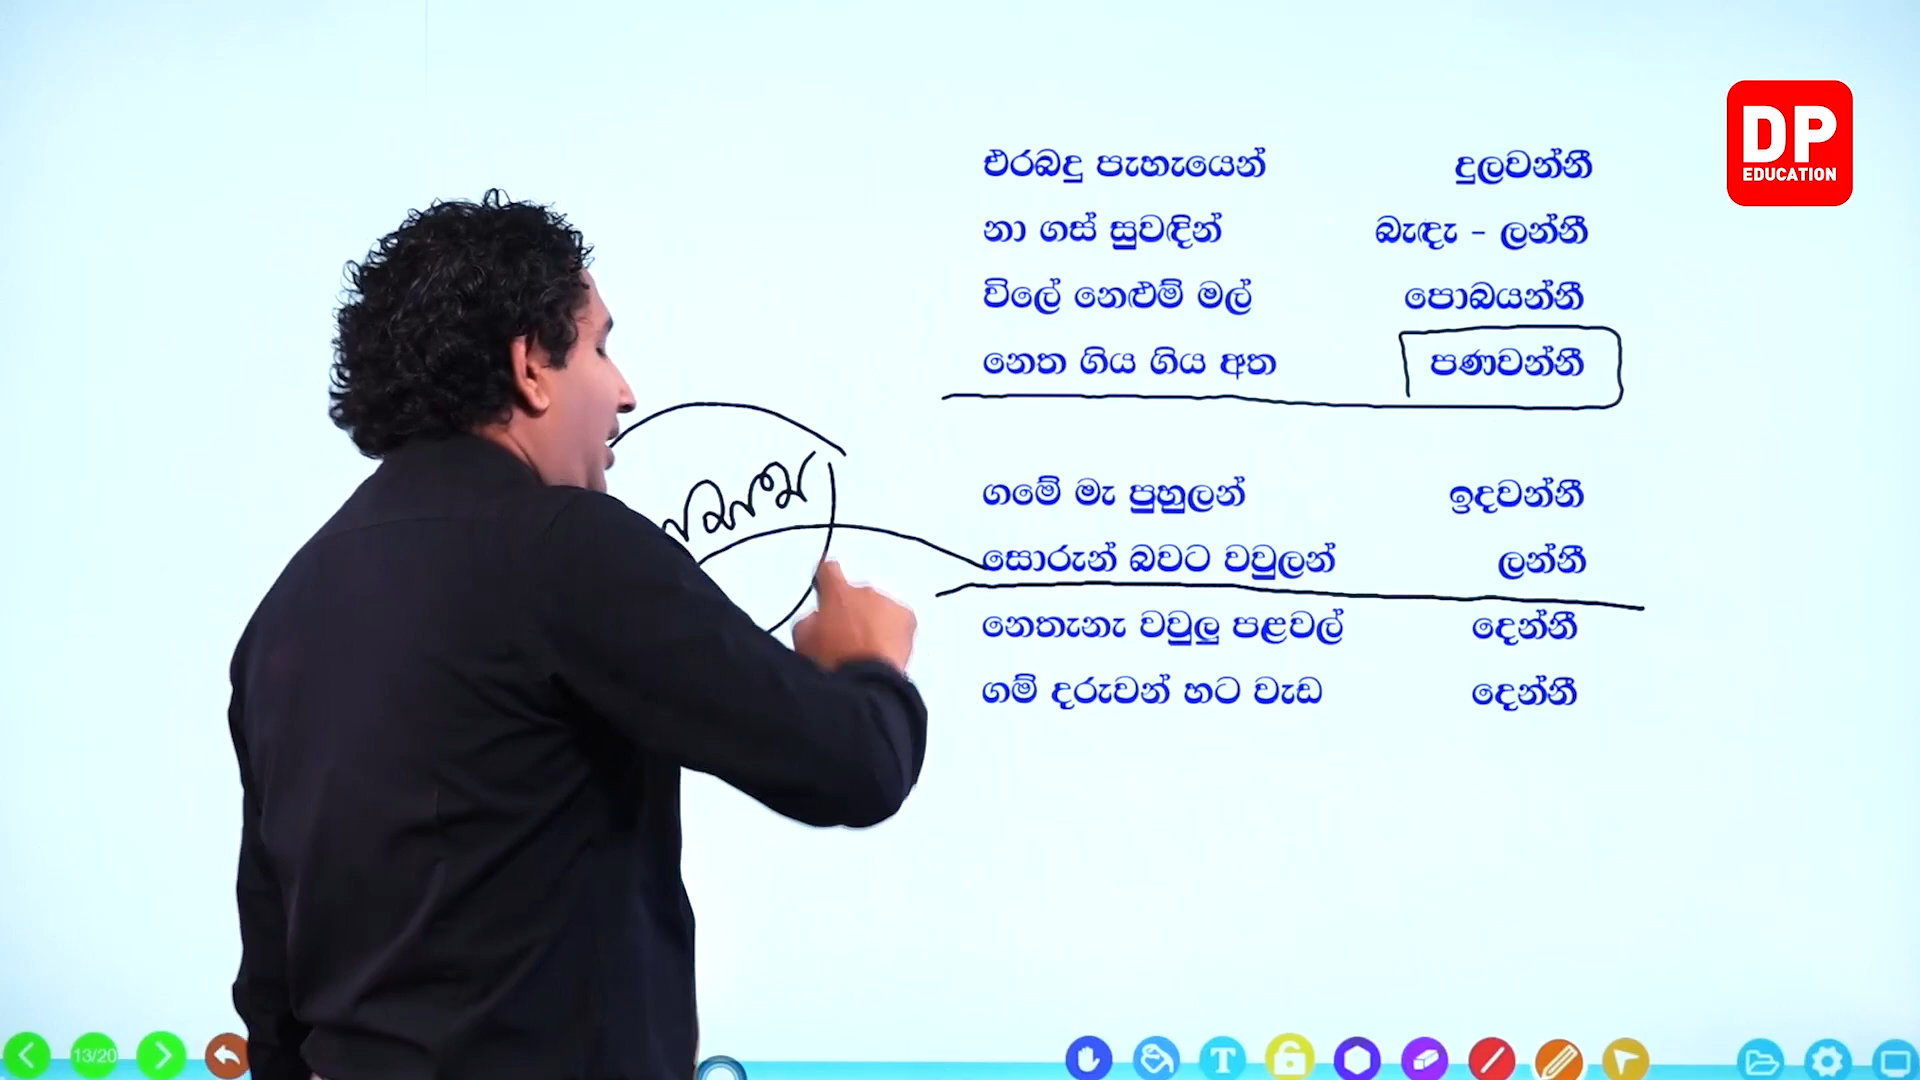 DP
EDUCATION
එරබදු පැහැයෙන් දුලවන්නී
නා ගස් සුවඳින් බැඳැ - ලන්නී
විලේ නෙළුම් මල් පොබයන්නී
නෙත ගිය ගිය අත පණවන්නී
ගමේ මැ පුහුලන් ඉදවන්නී
සොරුන් බවට වවුලන් ලන්නී
නෙතැනැ වවුලු පළවල් දෙන්නී
ගම් දරුවන් හට වැඩ දෙන්නී
13/20